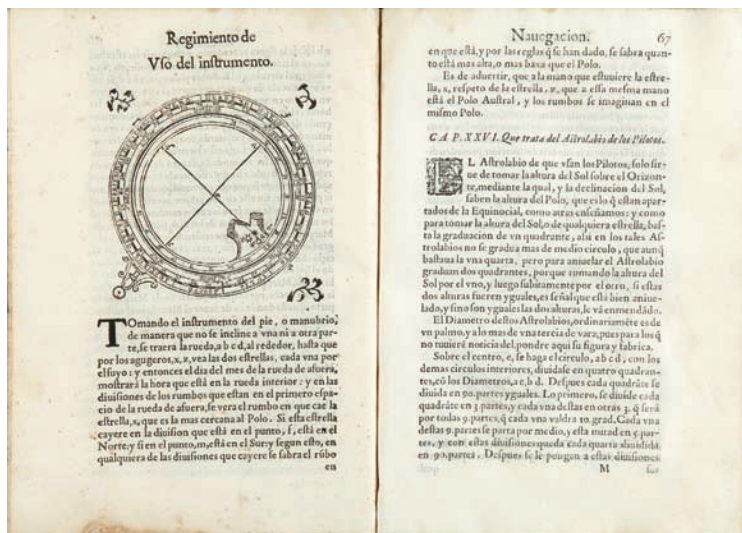 Regimiento de
Vso del instrumento.
TOmando el instrumento del pie, o manubrio,
de manera que no se incline a vna ni a otra par-
te, se traera la rueda, a b c d, al rededor, hasta que
por los agugeros, x, z, vea las dos estrellas, cada vna por
el suyo: y entonces el dia del mes de la rueda de afuera,
mostrarà la hora que està en la rueda interior: y en las
diuisiones de los rumbos que estan en el primero espa-
cio de la rueda de afuera, se vera el rumbo en que cae la
estrella, x, que es la mas cercana al Polo. Si esta estrella
cayere en la diuision que està en el punto, f, està en el
Norte: y si en el punto, m, està en el Sur: y segun esto, en
qualquiera de las diuisiones que cayere se sabra el rũbo
en
Nauegacion. 67
en que està, y por las reglas q̃ se han dado, se sabra quan-
to està mas alta, o mas baxa que el Polo.
Es de aduertir, que a la mano que estuuiere la estre-
lla, x, respeto de la estrella, z, que a essa mesma mano
està el Polo Austral, y los rumbos se imaginan en el
mismo Polo.
CAP. XXVI. Que trata del Astrolabio de los Pilotos.
EL Astrolabio de que vsan los Pilotos, solo sir-
ue de tomar la altura del Sol sobre el Orizon-
te, mediante la qual, y la declinacion del Sol,
saben la altura del Polo, que es lo q̃ estan apar-
tados de la Equinocial, como atras enseñamos: y como
para tomar la altura del Sol, o de qualquiera estrella, bas-
ta la graduacion de vn quadrante, assi en los tales As-
trolabios no se gradua mas de medio circulo, que aunq̃
bastaua la vna quarta, pero para aniuelar el Astrolabio
graduan dos quadrantes, porque tomando la altura del
Sol por el vno, y luego subitamente por el otro, si estas
dos alturas fueren yguales, es señal que està bien aniue-
lado, y sino son yguales las dos alturas, le và enmendãdo.
El Diametro destos Astrolabios, ordinariamẽte es de
vn palmo, y a lo mas de vna tercia de vara, pues para los q̃
no tuuiere noticia del, pondre aqui su figura y fabrica.
Sobre el centro, e, se haga el circulo, a b c d, con los
demas circulos interiores, diuidase en quatro quadran-
tes, cõ los Diametros, a c, b d. Despues cada quadrãte se
diuida en 90. partes yguales. Lo primero, se diuide cada
quadrãte en 3. partes, y cada vna destas en otras 3. q̃ serã
por todas 9. partes, q̃ cada vno valdra 10. grad. Cada vna
destas 9. partes se parta por medio, y esta mitad en 5. par-
tes, y con estas diuisiones queda cada quarta diuidida
en 90. partes. Despues se le pongan a estas diuisiones
M